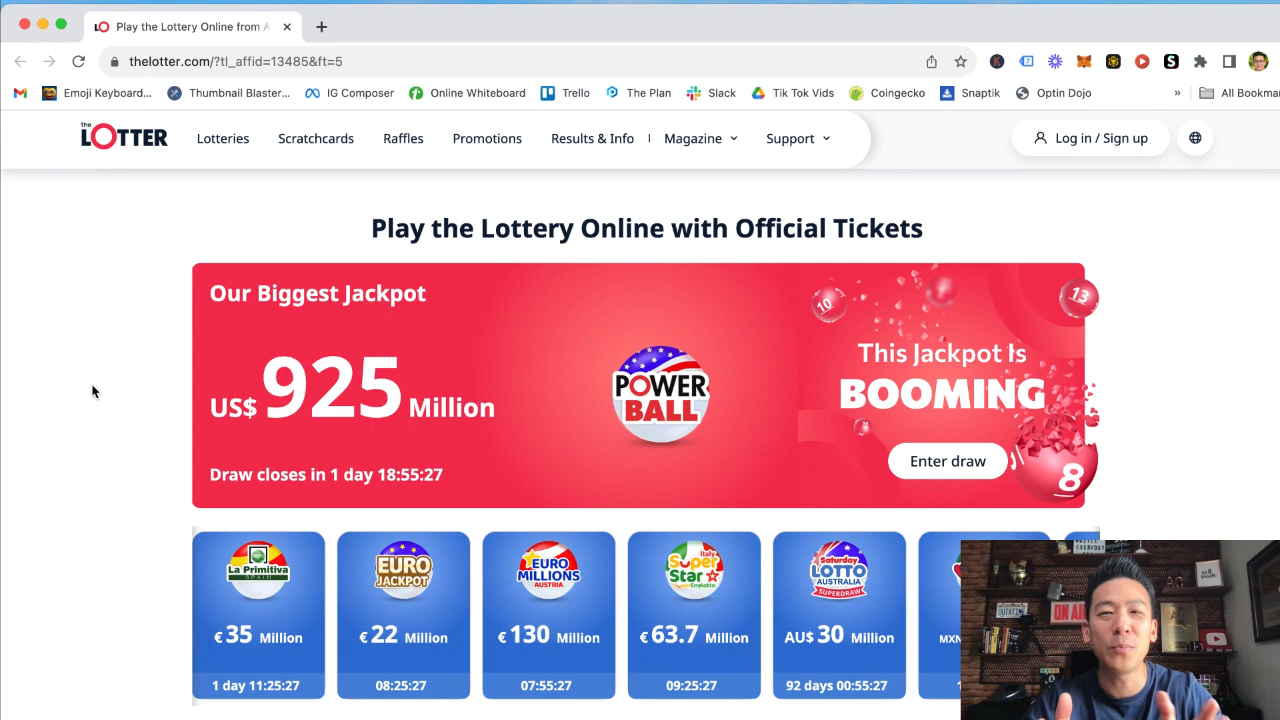 LO Play the Lottery Online from A
thelotter.com/?tl_affid=13485&ft=5
Emoji Keyboard... Thumbnail Blaster... IG Composer Online Whiteboard Trello The Plan Slack Tik Tok Vids Coingecko Snaptik Optin Dojo » All Bookmar
The LOTTER Lotteries Scratchcards Raffles Promotions Results & Info Magazine Support Log in / Sign up
Play the Lottery Online with Official Tickets
Our Biggest Jackpot
US$ 925 Million
Draw closes in 1 day 18:55:27
POWER
BALL
10
13
This Jackpot Is
BOOMING
Enter draw
8
La Primitiva
SPAIN
€ 35 Million
1 day 11:25:27
EURO
JACKPOT
€ 22 Million
08:25:27
EURO
MILLIONS
AUSTRIA
€ 130 Million
07:55:27
Italy
Super
Star
Enalotto
€ 63.7 Million
09:25:27
Saturday
LOTTO
AUSTRALIA
SUPERDRAW
AU$ 30 Million
92 days 00:55:27
MXN
EVERYDAY
OUTATIME
ON AI